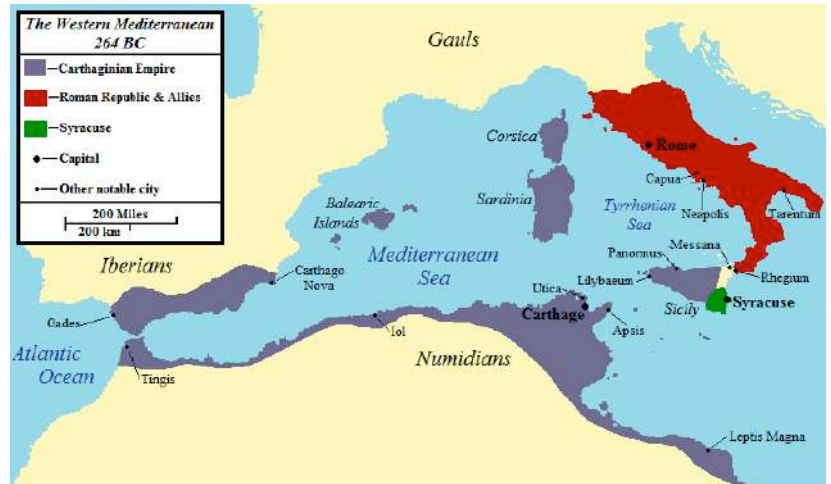 The Western Mediterranean
264 BC
—Carthaginian Empire
—Roman Republic & Allies
—Syracuse
—Capital
—Other notable city
200 Miles
200 km
Gauls
Corsica
Rome
Capua
Sardinia
Neapolis
Tarentum
Tyrrhenian
Sea
Balearic
Islands
Mediterranean
Sea
Messana
Panormus
Rhegium
Iberians
Carthago
Nova
Utica
Lilybaeum
Carthage
Sicily
Syracuse
Apsis
Gades
Iol
Atlantic
Ocean
Tingis
Numidians
Leptis Magna